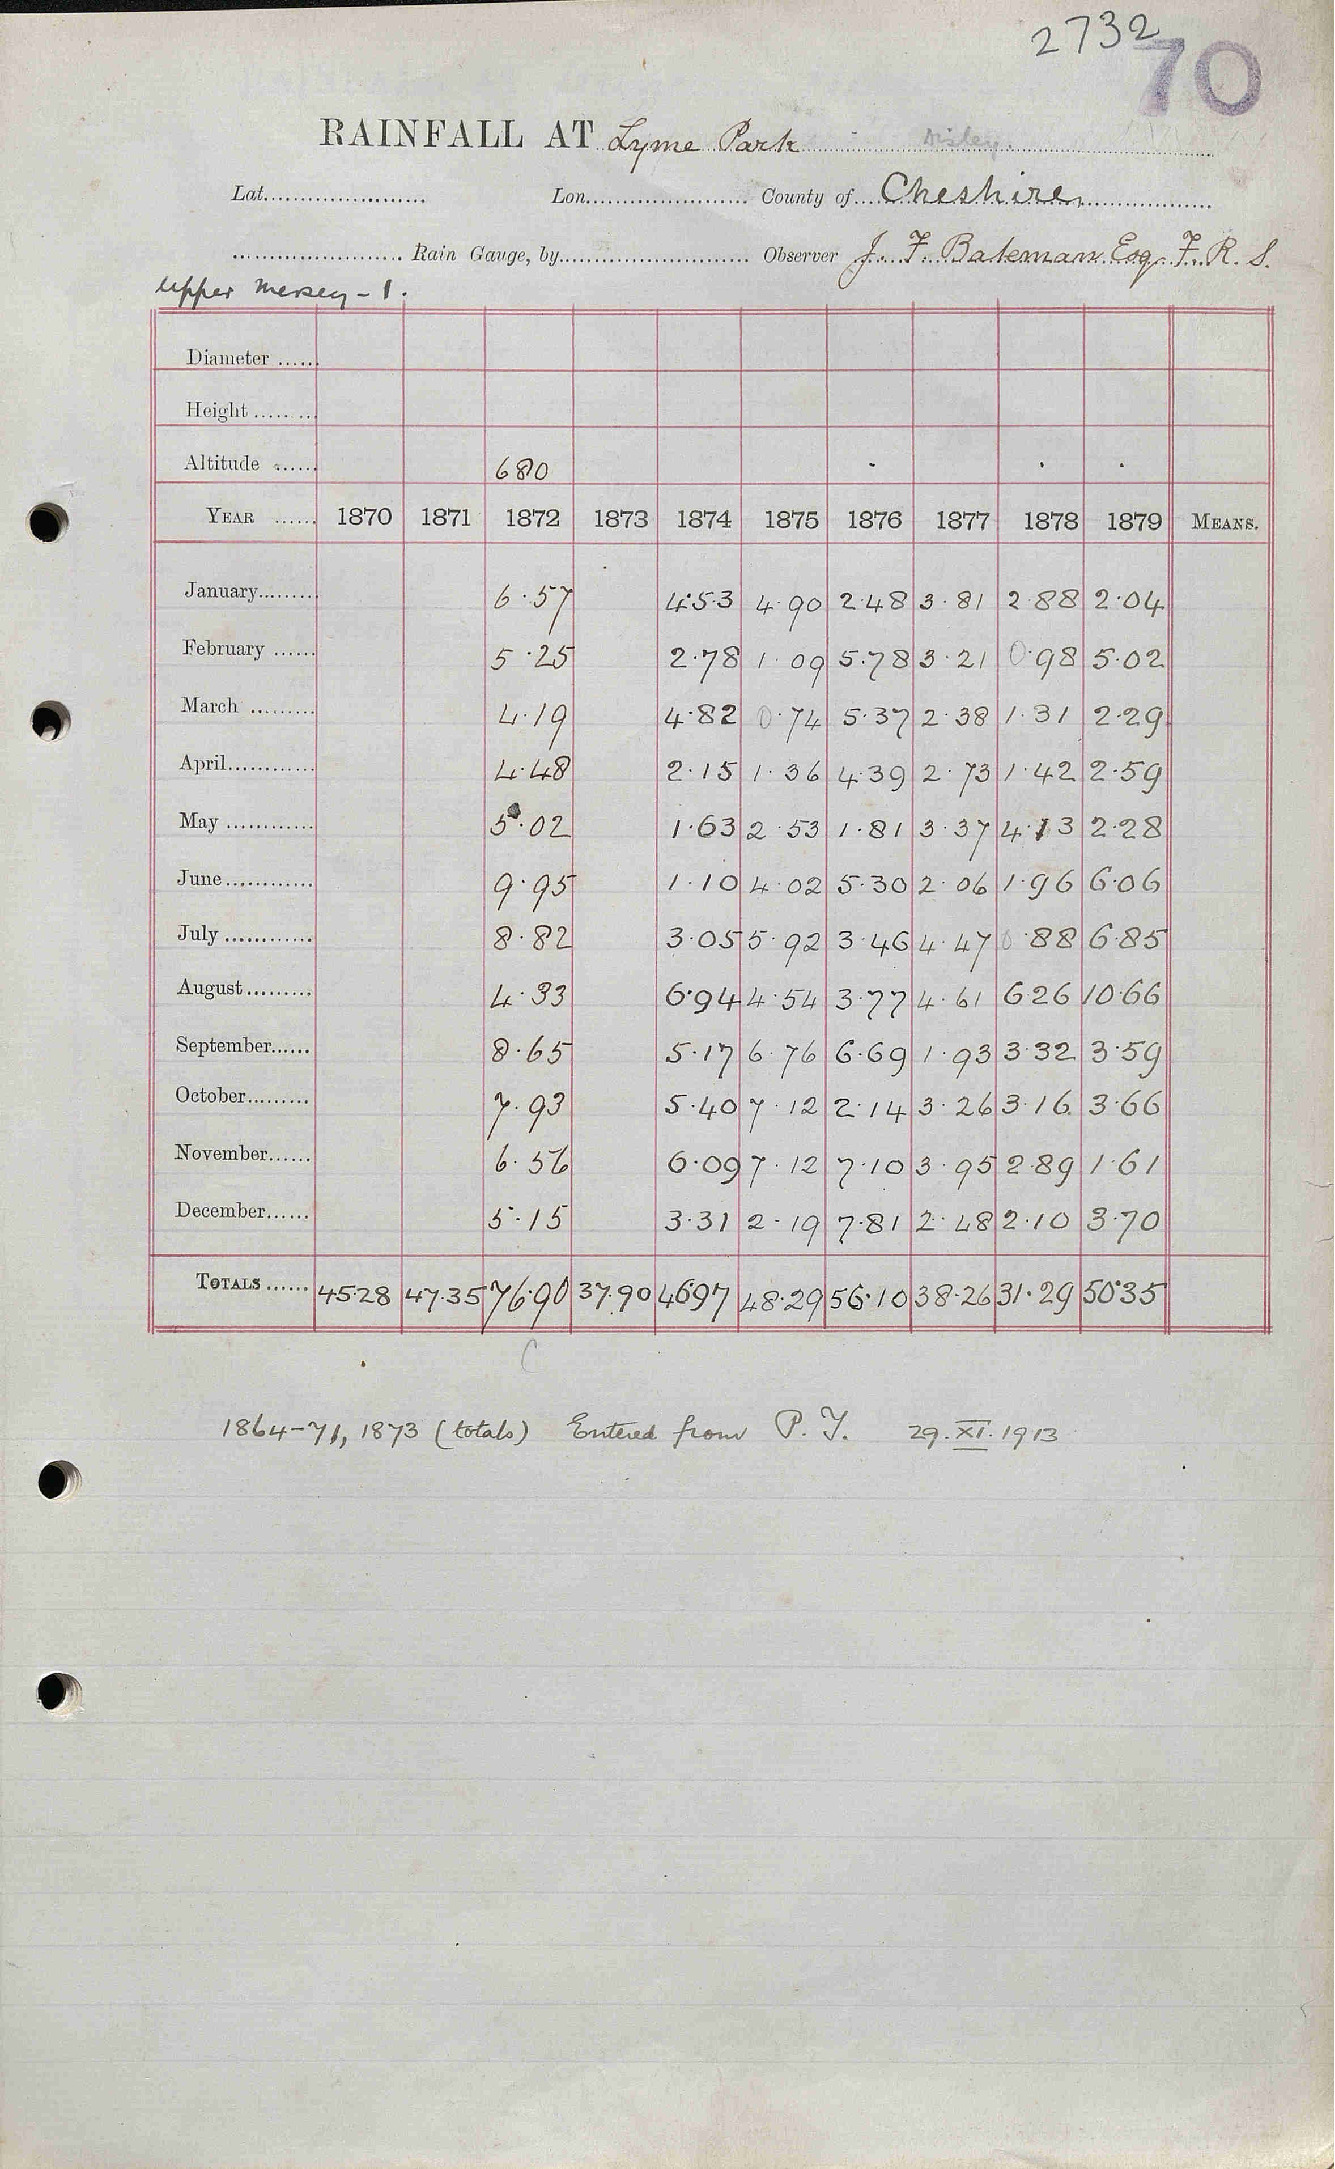 2732
70
RAINFALL AT Lyme Park Disley.
Lat. Lon. County of Cheshire
Rain Gauge, by Observer J. F. Bateman Esq. F. R. S.
Upper Mersey - 1.
Diameter
Height
Altitude 680
YEAR 1870 1871 1872 1873 1874 1875 1876 1877 1878 1879 MEANS.
January 6.57 4.53 4.90 2.48 3.81 2.88 2.04
February 5.25 2.78 1.09 5.78 3.21 0.98 5.02
March 4.19 4.82 0.74 5.37 2.38 1.31 2.29
April 4.48 2.15 1.36 4.39 2.73 1.42 2.59
May 5.02 1.63 2.53 1.81 3.37 4.13 2.28
June 9.95 1.10 4.02 5.30 2.06 1.96 6.06
July 8.82 3.05 5.92 3.46 4.47 0.88 6.85
August 4.33 6.94 4.54 3.77 4.61 6.26 10.66
September 8.65 5.17 6.76 6.69 1.93 3.32 3.59
October 7.93 5.40 7.12 2.14 3.26 3.16 3.66
November 6.56 6.09 7.12 7.10 3.95 2.89 1.61
December 5.15 3.31 2.19 7.81 2.48 2.10 3.70
TOTALS 45.28 47.35 76.90 37.90 46.97 48.29 56.10 38.26 31.29 50.35
C
1864-71, 1873 (totals) Entered from P. T. 29.XI.1913